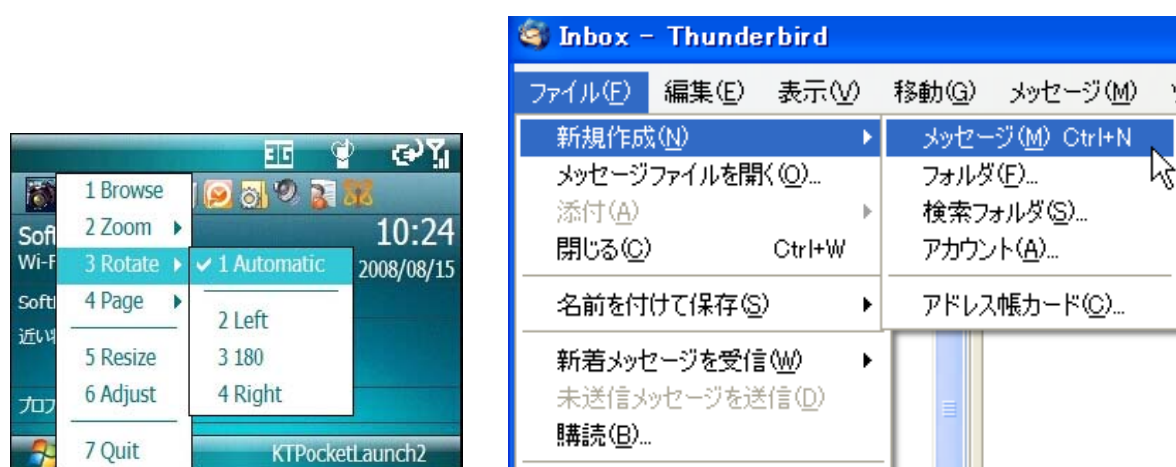 3G
1 Browse
2 Zoom
3 Rotate
4 Page
5 Resize
6 Adjust
7 Quit
1 Automatic
2 Left
3 180
4 Right
10:24
2008/08/15
Soft
Wi-F
Soft
近い
プロフ
KTPocketLaunch2
Inbox - Thunderbird
ファイル(F) 編集(E) 表示(V) 移動(G) メッセージ(M)
新規作成(N)
メッセージファイルを開く(O)...
添付(A)
閉じる(C) Ctrl+W
名前を付けて保存(S)
新着メッセージを受信(W)
未送信メッセージを送信(D)
購読(B)...
メッセージ(M) Ctrl+N
フォルダ(F)...
検索フォルダ(S)...
アカウント(A)...
アドレス帳カード(C)...